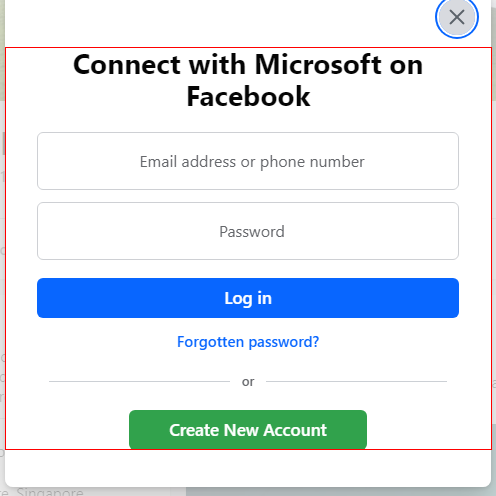 Connect with Microsoft on
Facebook
Email address or phone number
Password
Log in
Forgotten password?
or
Create New Account
Singapore